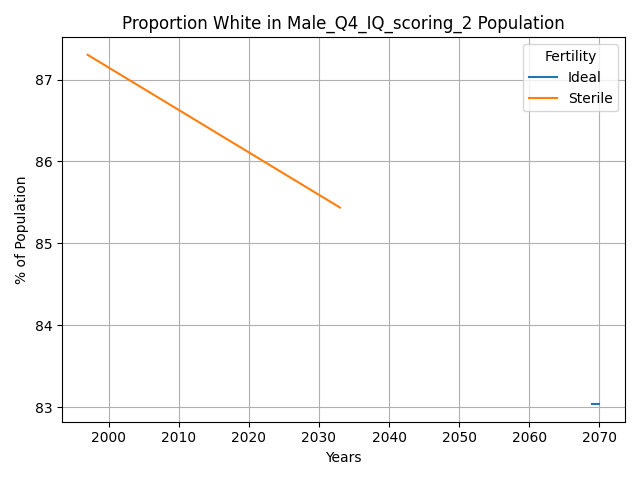 Proportion White in Male_Q4_IQ_scoring_2 Population
Fertility
Ideal
Sterile
87
86
85
84
83
% of Population
2000 2010 2020 2030 2040 2050 2060 2070
Years